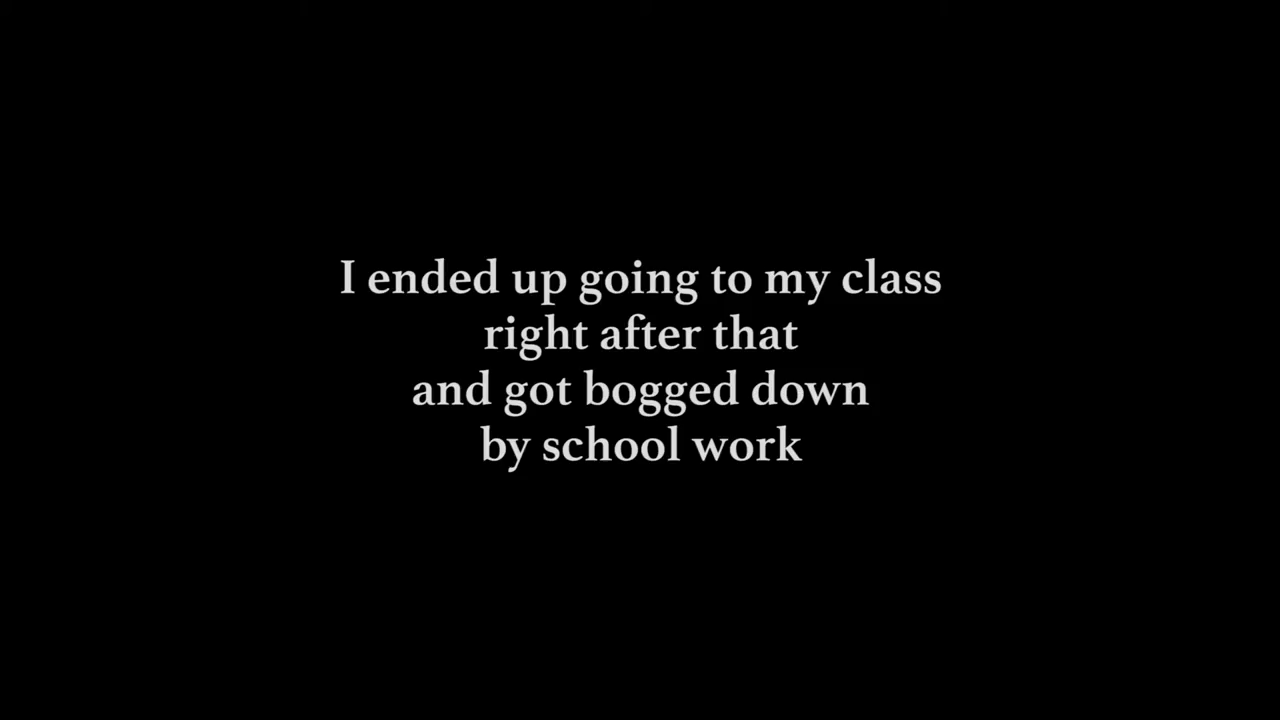 I ended up going to my class
right after that
and got bogged down
by school work